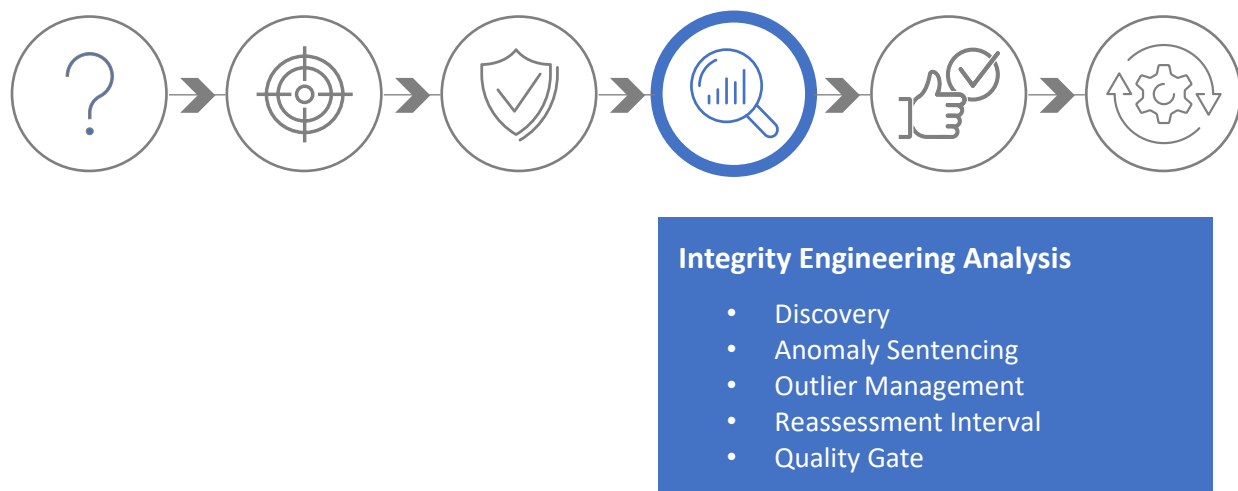 Integrity Engineering Analysis
• Discovery
• Anomaly Sentencing
• Outlier Management
• Reassessment Interval
• Quality Gate